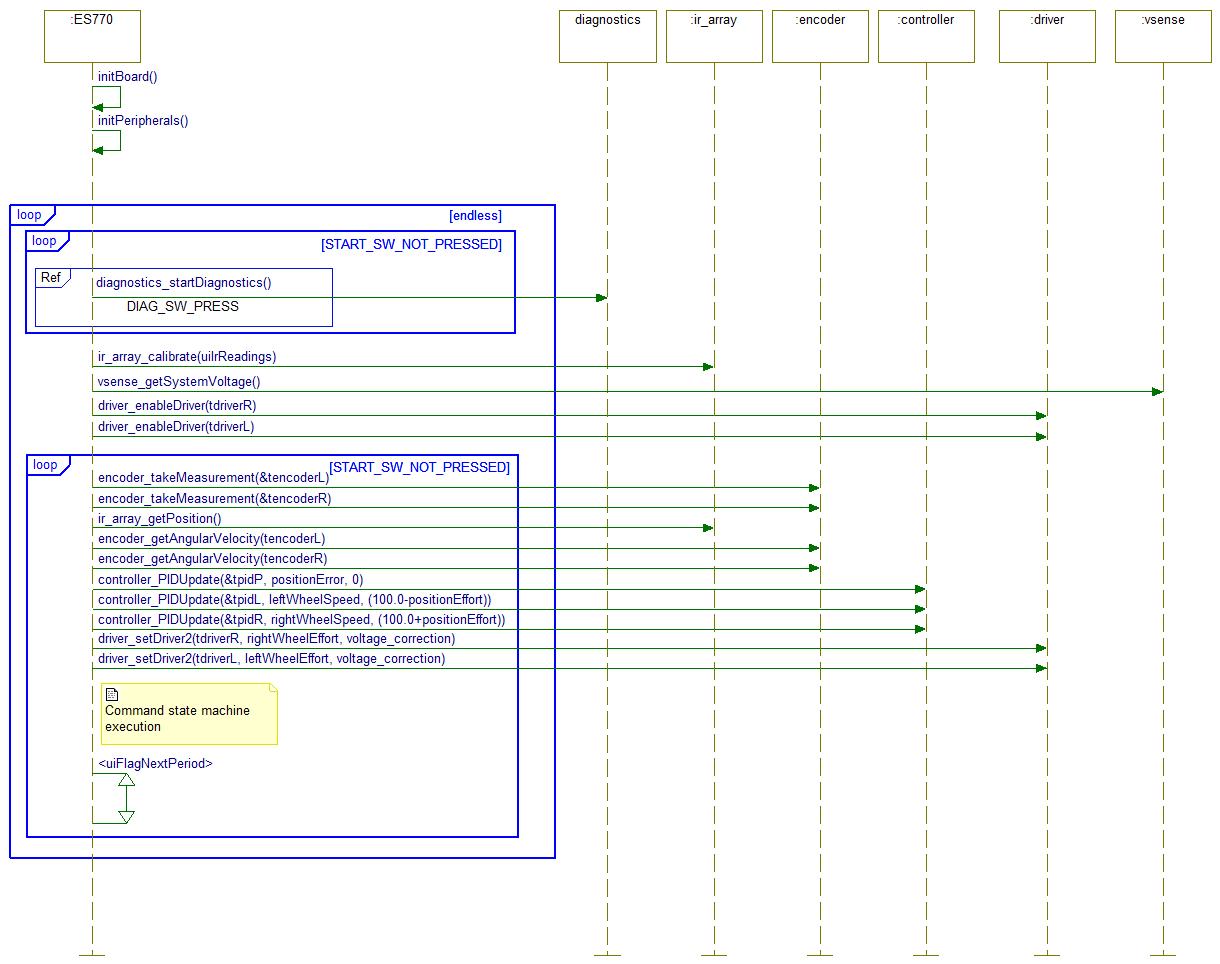 :ES770
diagnostics
:ir_array
:encoder
:controller
:driver
:vsense
initBoard()
initPeripherals()
loop
[endless]
loop
[START_SW_NOT_PRESSED]
Ref
diagnostics_startDiagnostics()
DIAG_SW_PRESS
ir_array_calibrate(uiIrReadings)
vsense_getSystemVoltage()
driver_enableDriver(tdriverR)
driver_enableDriver(tdriverL)
loop
[START_SW_NOT_PRESSED]
encoder_takeMeasurement(&tencoderL)
encoder_takeMeasurement(&tencoderR)
ir_array_getPosition()
encoder_getAngularVelocity(tencoderL)
encoder_getAngularVelocity(tencoderR)
controller_PIDUpdate(&tpidP, positionError, 0)
controller_PIDUpdate(&tpidL, leftWheelSpeed, (100.0-positionEffort))
controller_PIDUpdate(&tpidR, rightWheelSpeed, (100.0+positionEffort))
driver_setDriver2(tdriverR, rightWheelEffort, voltage_correction)
driver_setDriver2(tdriverL, leftWheelEffort, voltage_correction)
Command state machine
execution
<uiFlagNextPeriod>